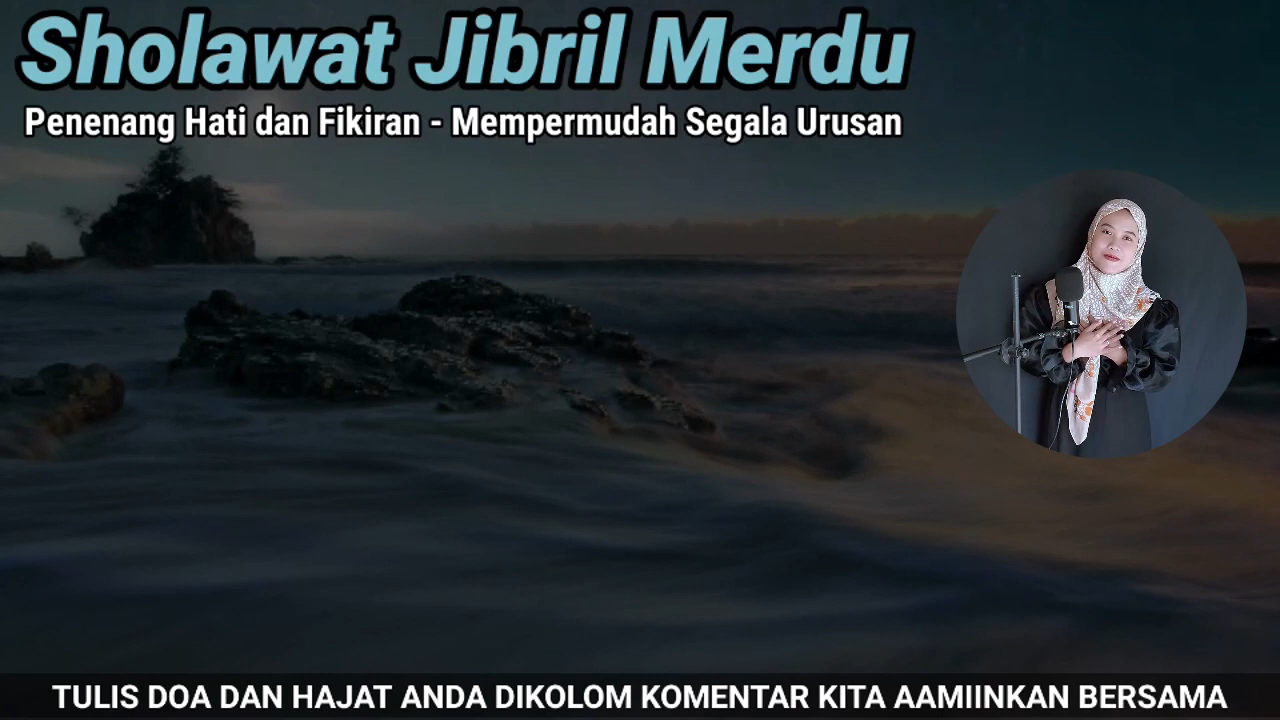 Sholawat Jibril Merdu
Penenang Hati dan Fikiran - Mempermudah Segala Urusan
TULIS DOA DAN HAJAT ANDA DIKOLOM KOMENTAR KITA AAMIINKAN BERSAMA